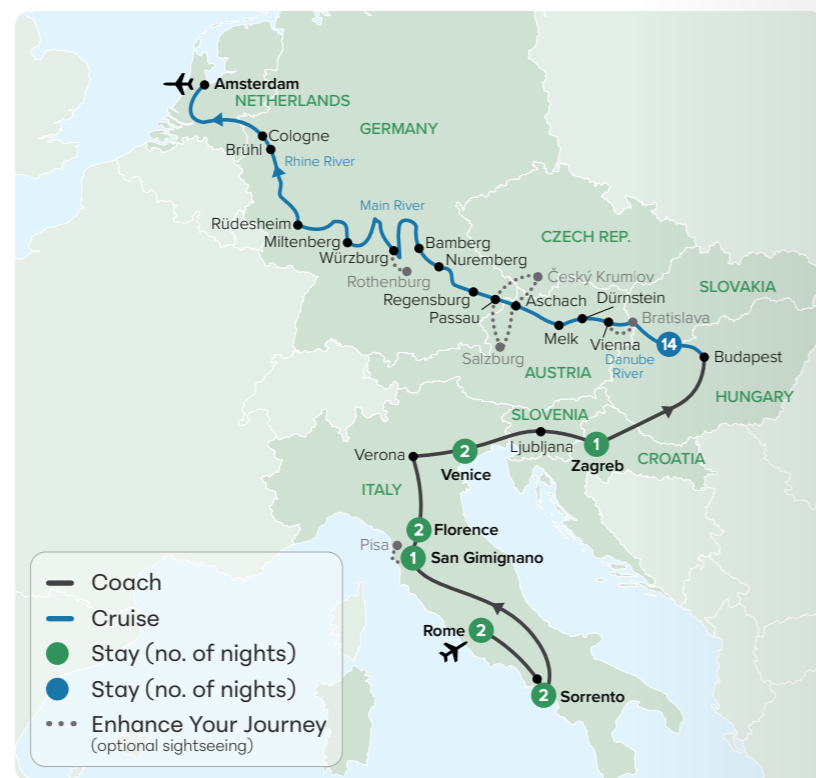 Amsterdam
NETHERLANDS
GERMANY
Cologne
Brühl
Rhine River
Main River
Rüdesheim
Miltenberg
Würzburg
Bamberg
Nuremberg
Rothenburg
CZECH REP.
Český Krumlov
Regensburg
Passau
Aschach
Dürnstein
SLOVAKIA
Bratislava
Melk
Vienna
14
Salzburg
Danube
River
Budapest
AUSTRIA
HUNGARY
SLOVENIA
Verona
2
Venice
Ljubljana
1
Zagreb
CROATIA
ITALY
2 Florence
Pisa
1 San Gimignano
Rome 2
2 Sorrento
Coach
Cruise
Stay (no. of nights)
Stay (no. of nights)
Enhance Your Journey
(optional sightseeing)